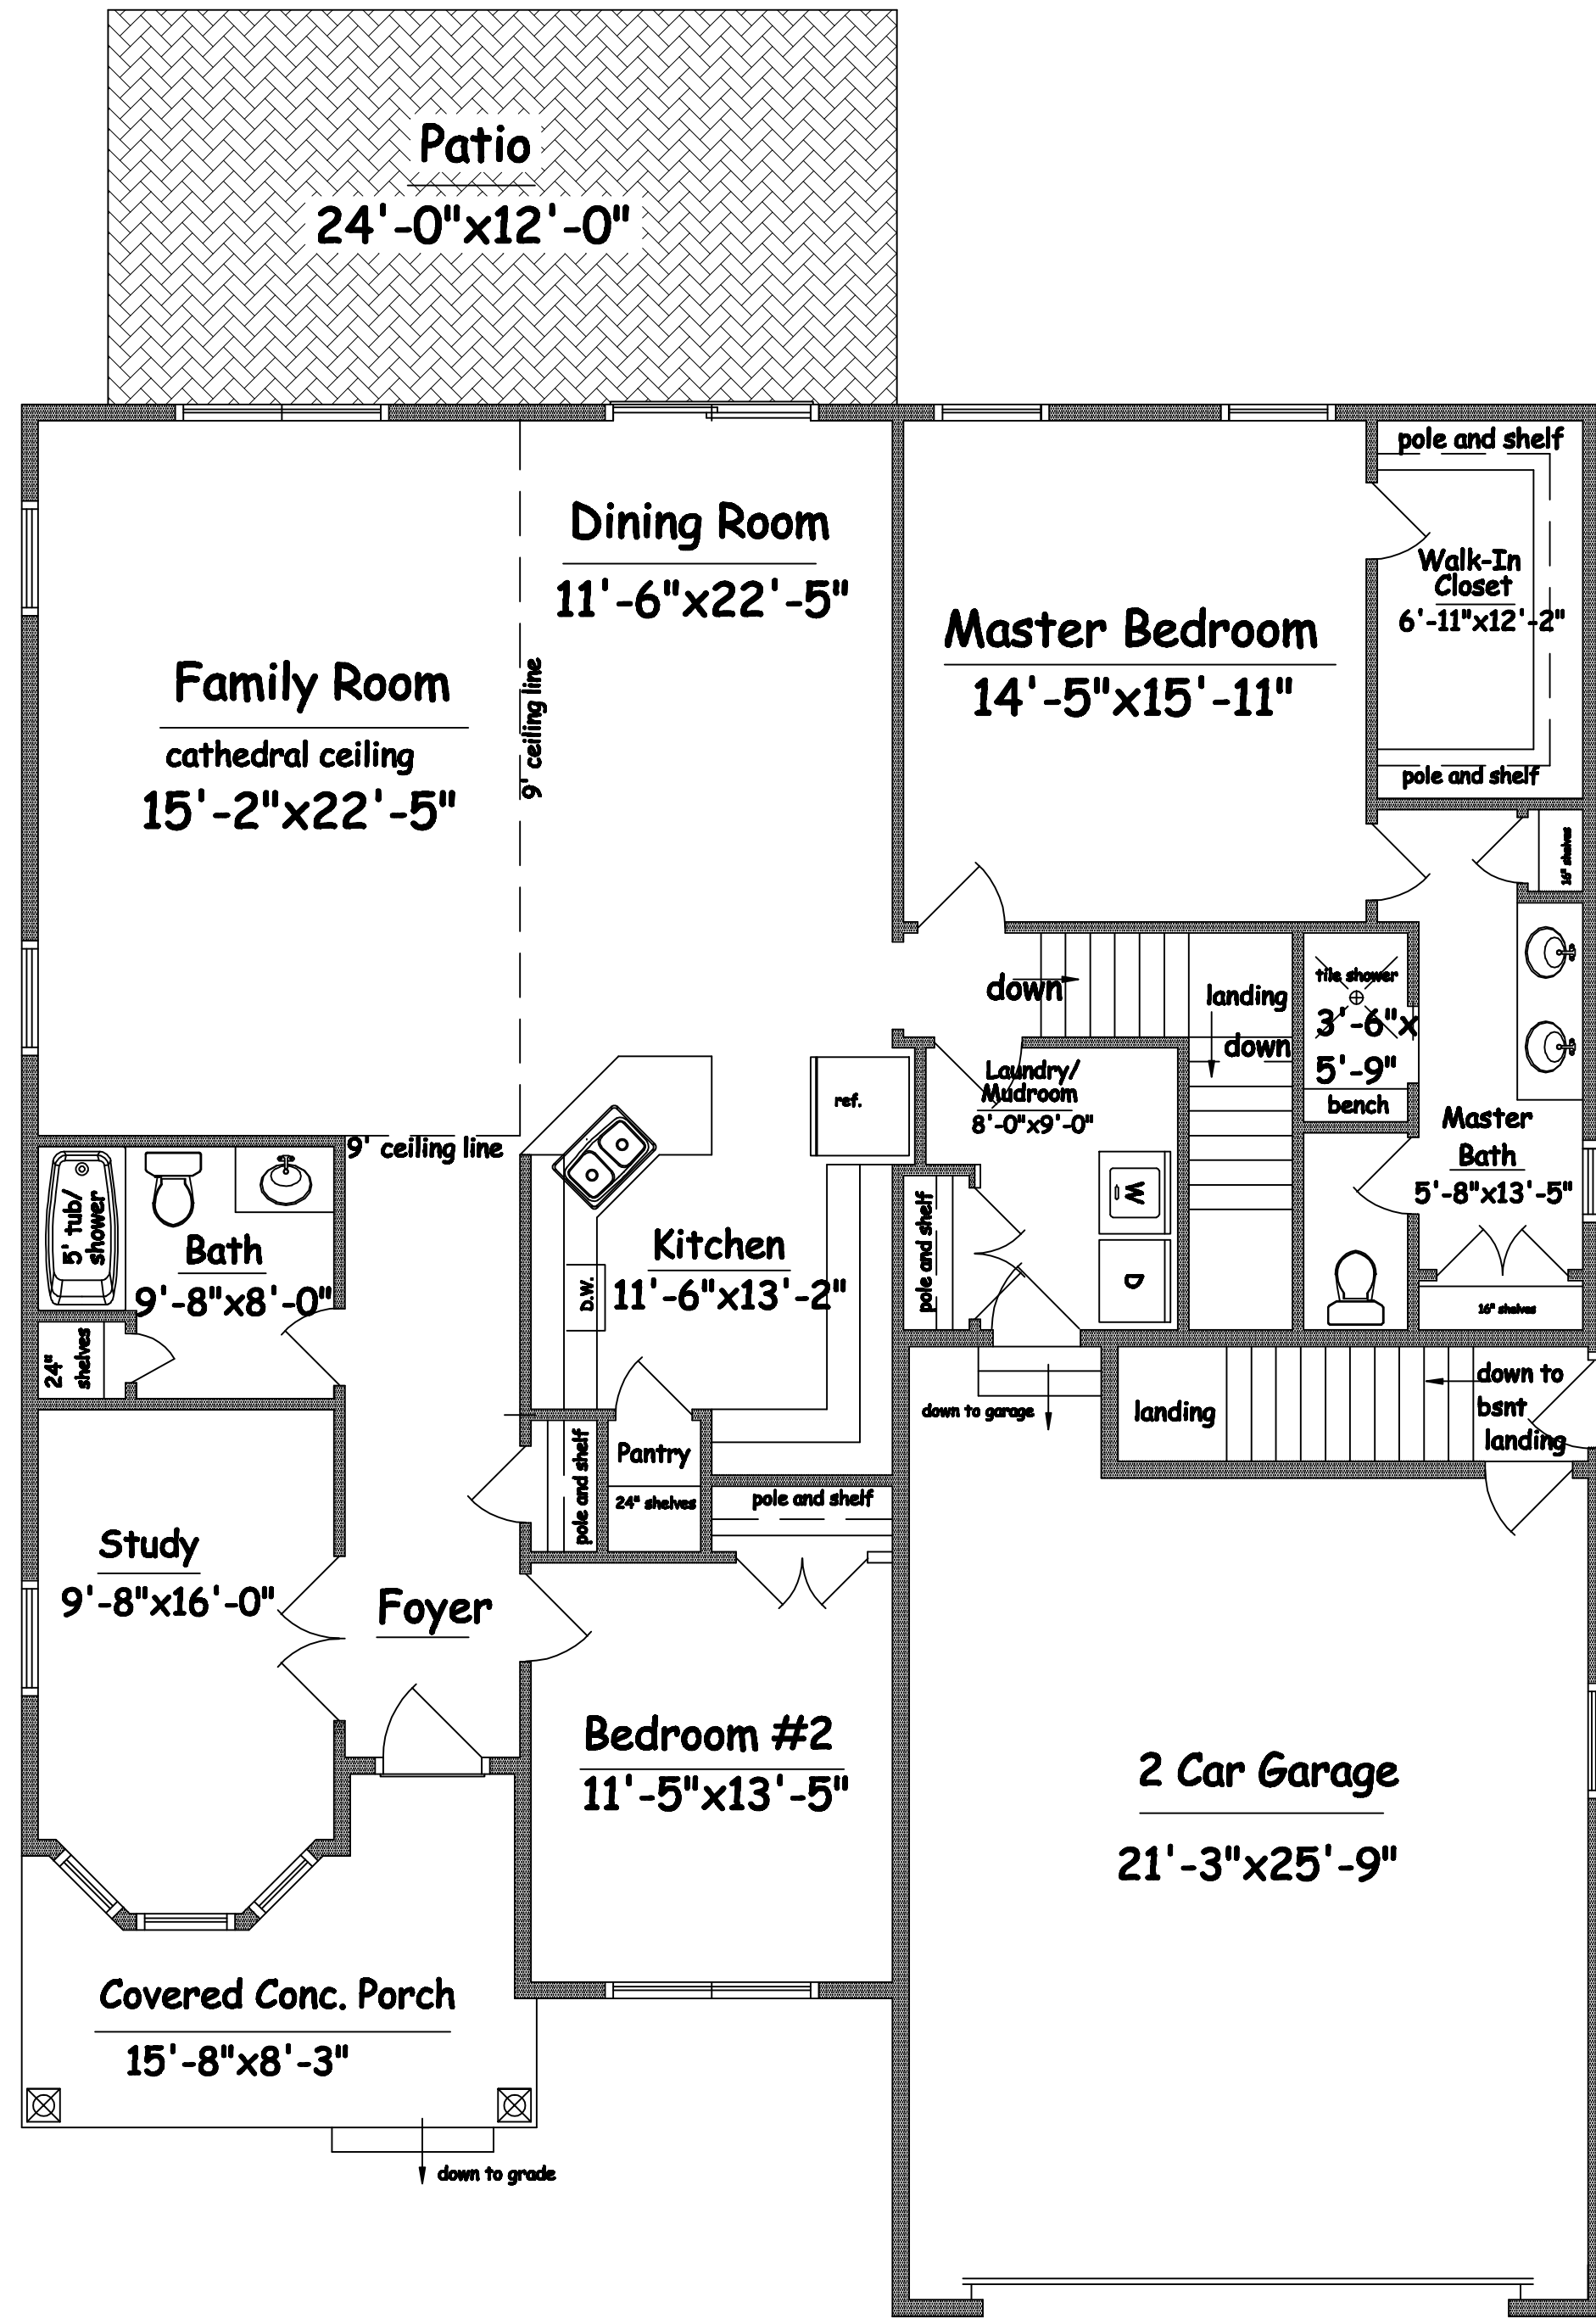 Patio
24'-0"x12'-0"
pole and shelf
Dining Room
11'-6"x22'-5"
Walk-In
Closet
6'-11"x12'-2"
Master Bedroom
14'-5"x15'-11"
Family Room
cathedral ceiling
15'-2"x22'-5"
9' ceiling line
pole and shelf
16" shelves
down
landing
down
tile shower
3'-6"x
5'-9"
bench
Laundry/
Mudroom
8'-0"x9'-0"
ref.
Master
Bath
5'-8"x13'-5"
9' ceiling line
5' tub/
shower
Bath
9'-8"x8'-0"
Kitchen
11'-6"x13'-2"
D.W.
pole and shelf
W
D
16" shelves
24"
shelves
down to garage
landing
down to
bsnt
landing
pole and shelf
Pantry
24" shelves
pole and shelf
Study
9'-8"x16'-0"
Foyer
Bedroom #2
11'-5"x13'-5"
2 Car Garage
21'-3"x25'-9"
Covered Conc. Porch
15'-8"x8'-3"
down to grade